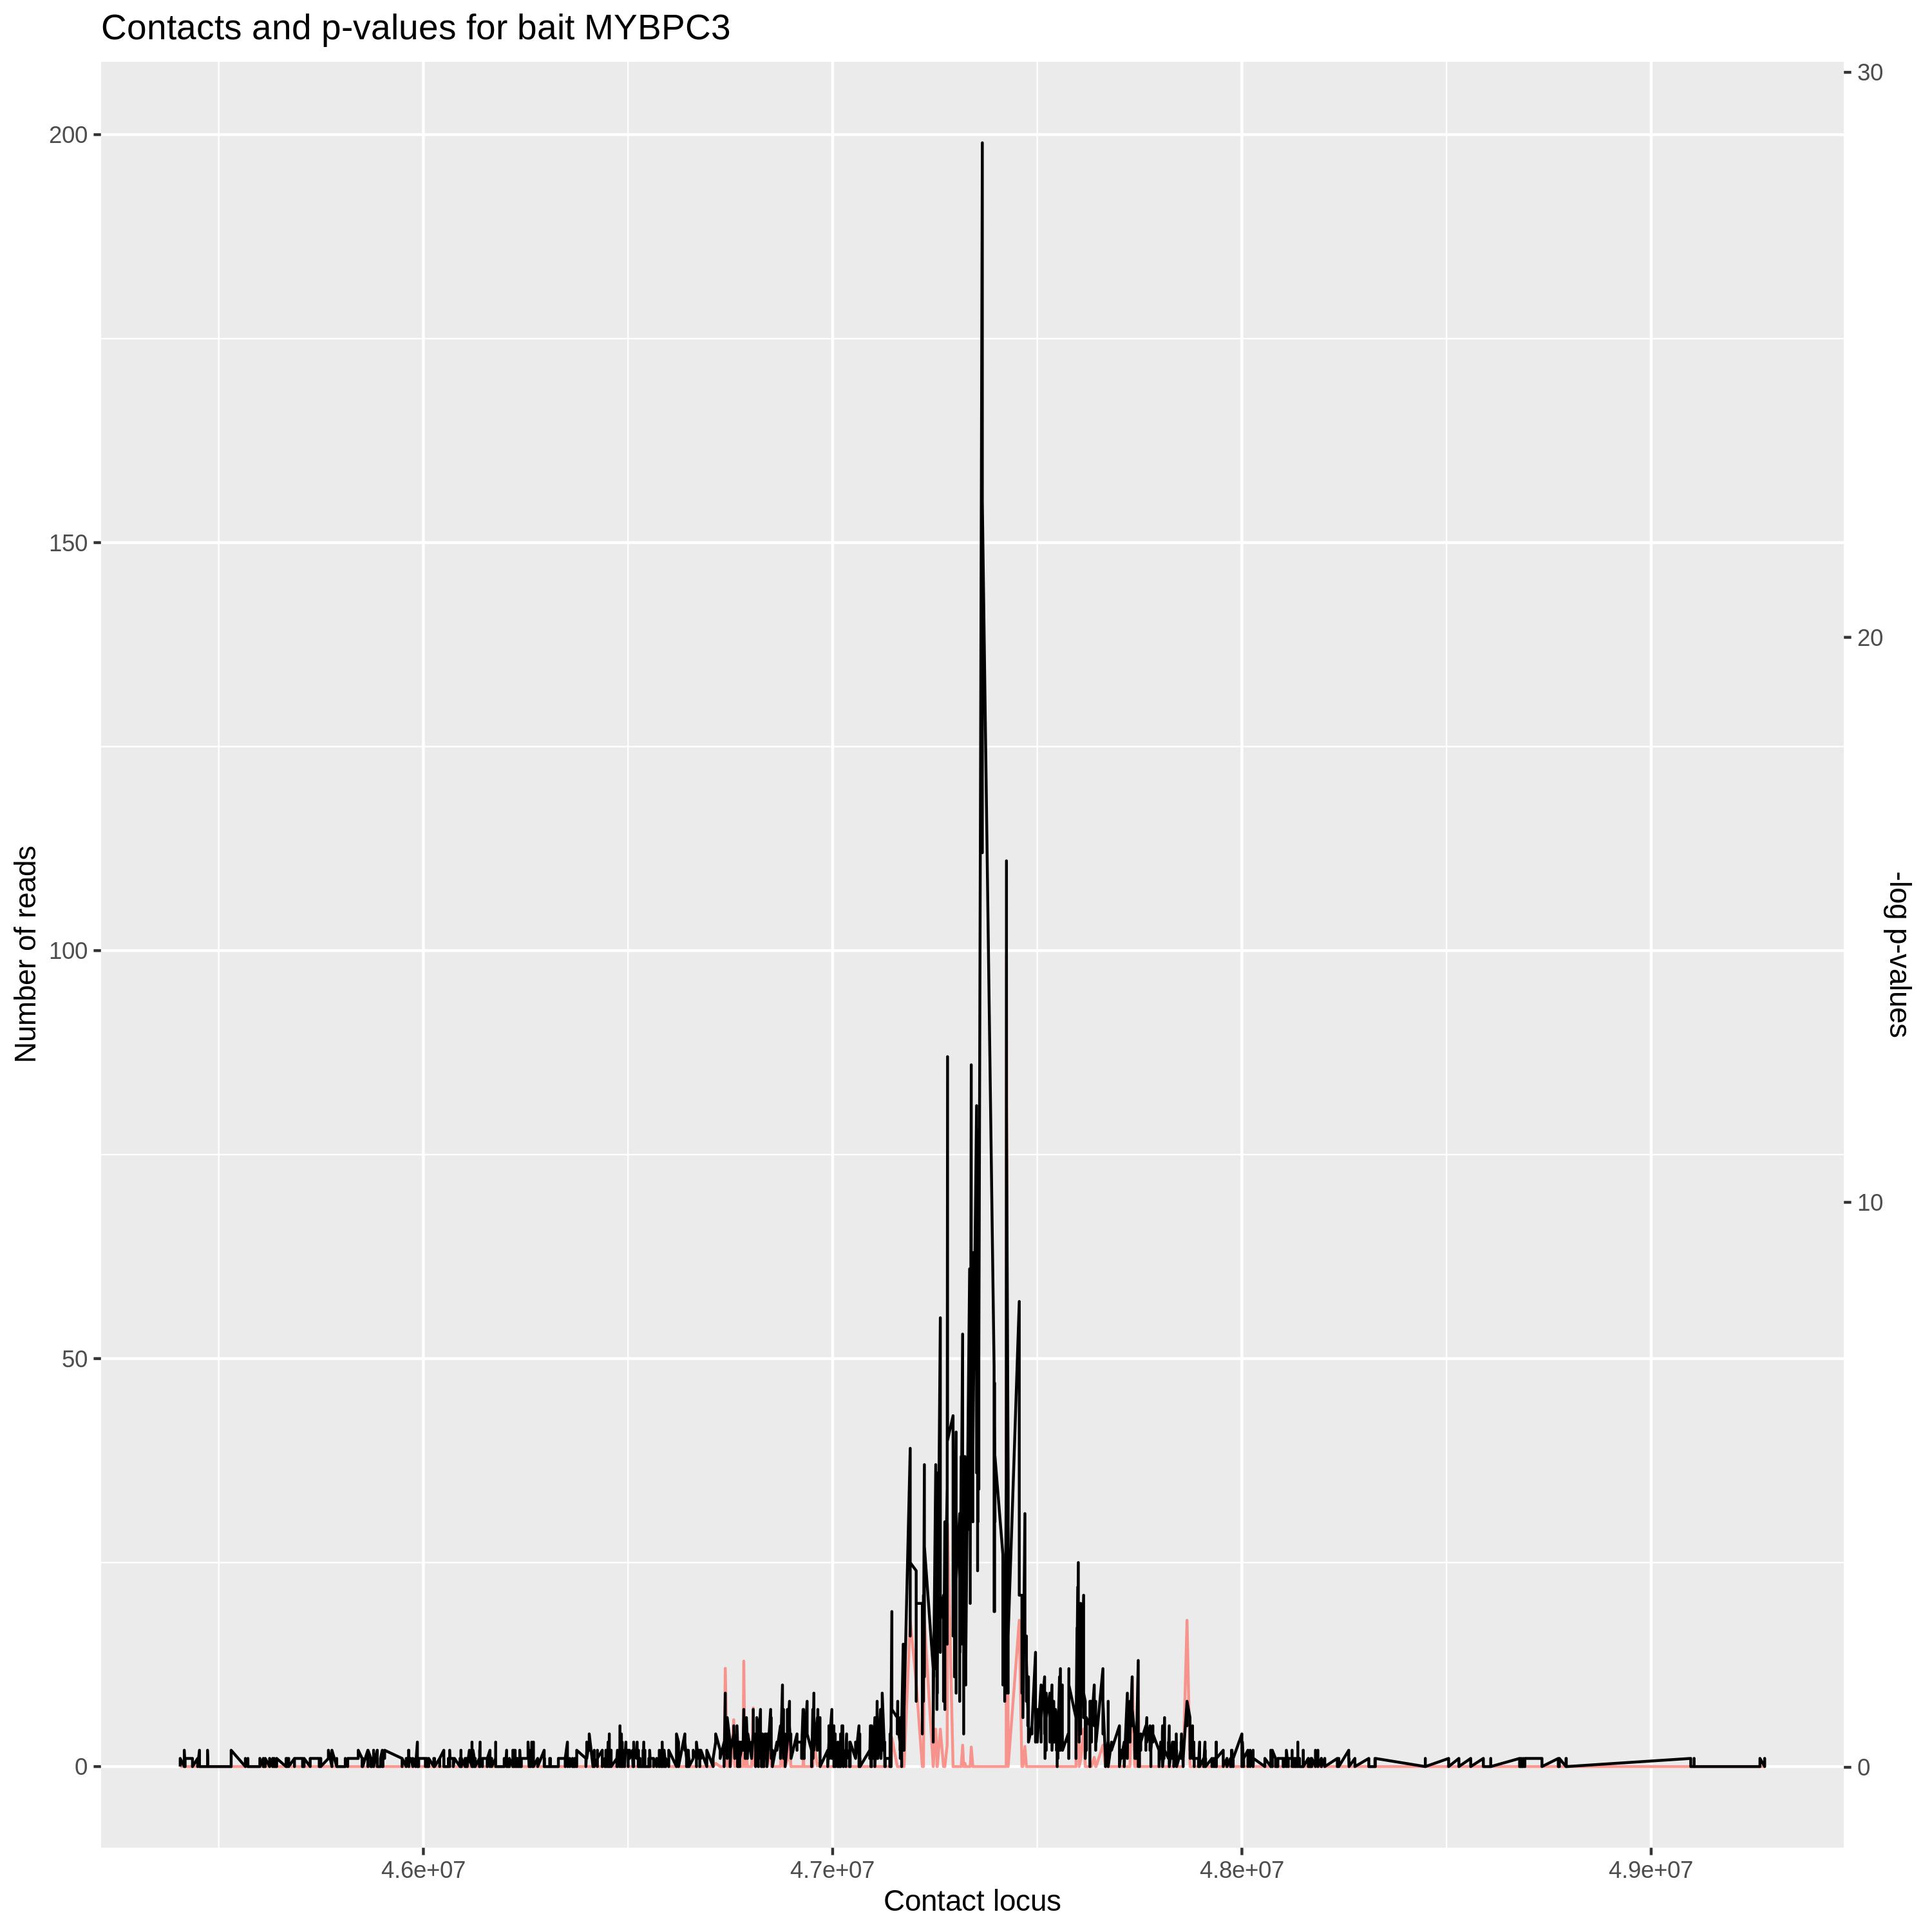 Contacts and p-values for bait MYBPC3
200
150
100
50
0
30
20
10
0
Number of reads
-log p-values
4.6e+07
4.7e+07
4.8e+07
4.9e+07
Contact locus